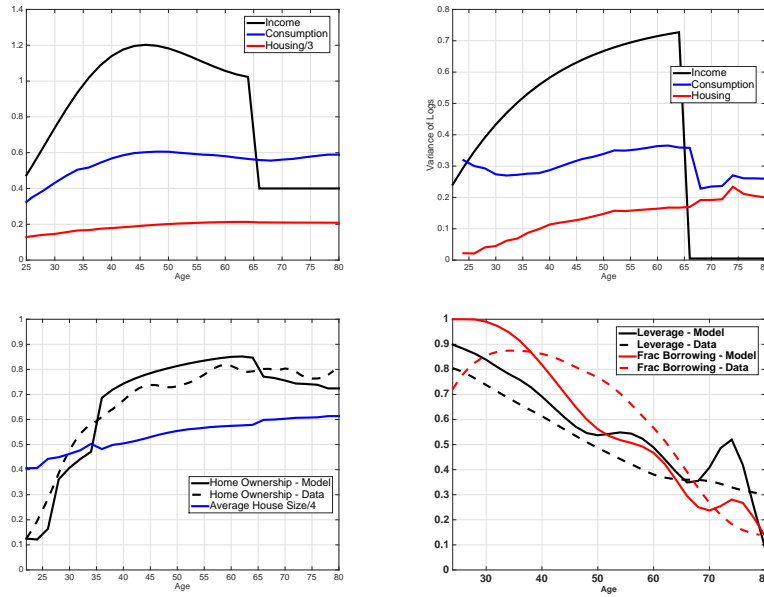 Income
Consumption
Housing/3
1.4
1.2
1
0.8
0.6
0.4
0.2
0
25 30 35 40 45 50 55 60 65 70 75 80
Age
Variance of Logs
Income
Consumption
Housing
0.8
0.7
0.6
0.5
0.4
0.3
0.2
0.1
0
25 30 35 40 45 50 55 60 65 70 75 80
Age
1
0.9
0.8
0.7
0.6
0.5
0.4
0.3
0.2
0.1
0
Home Ownership - Model
Home Ownership - Data
Average House Size/4
25 30 35 40 45 50 55 60 65 70 75 80
Age
Leverage - Model
Leverage - Data
Frac Borrowing - Model
Frac Borrowing - Data
1
0.9
0.8
0.7
0.6
0.5
0.4
0.3
0.2
0.1
0
30 40 50 60 70 80
Age